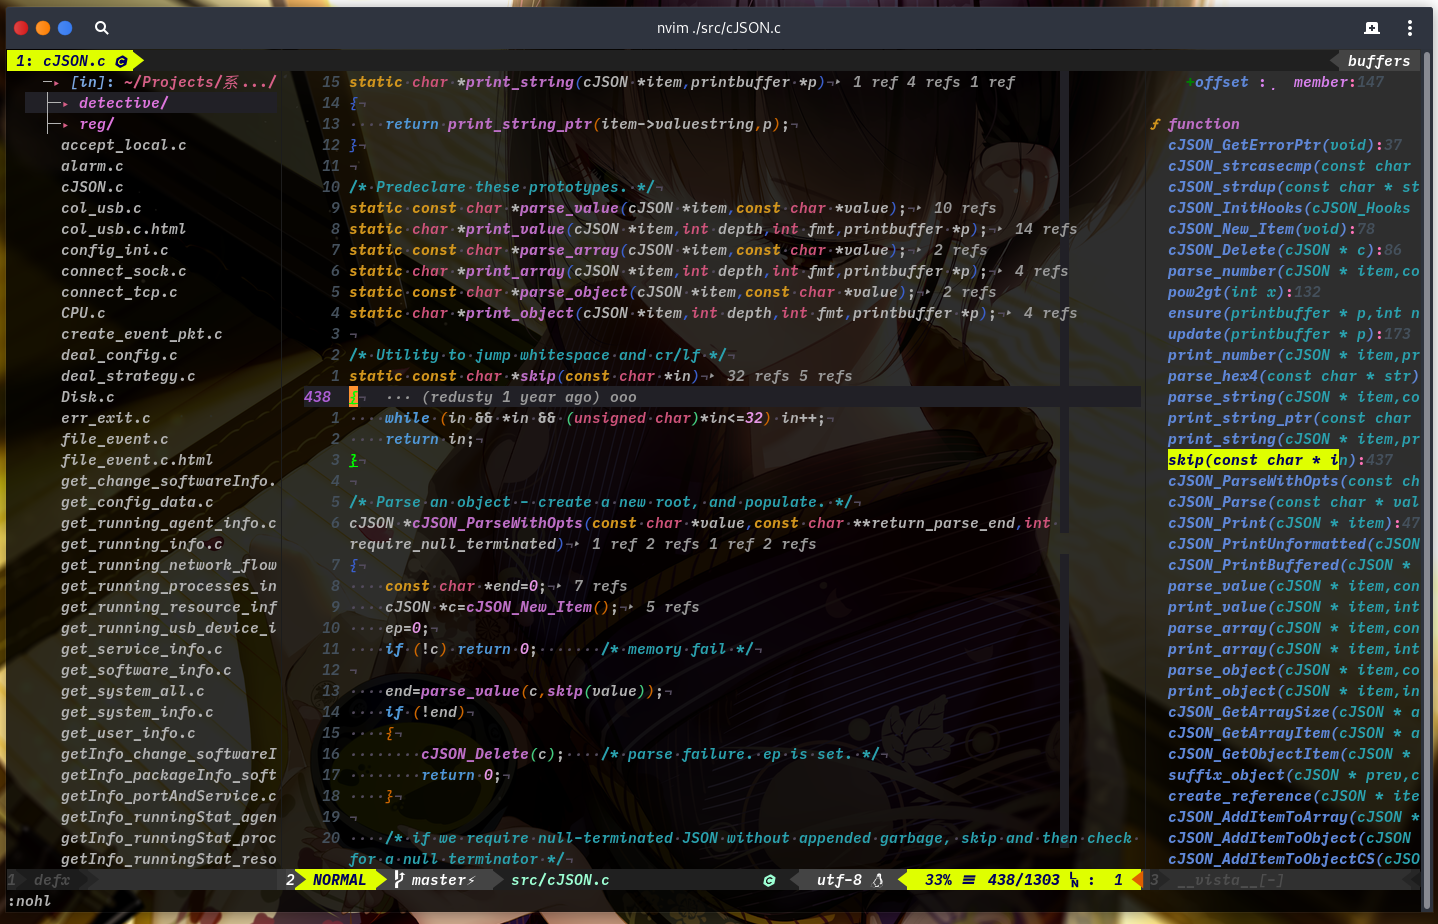 nvim ./src/cJSON.c
1: cJSON.c
buffers
[in]: ~/Projects/系.../
detective/
reg/
accept_local.c
alarm.c
cJSON.c
col_usb.c
col_usb.c.html
config_ini.c
connect_sock.c
connect_tcp.c
CPU.c
create_event_pkt.c
deal_config.c
deal_strategy.c
Disk.c
err_exit.c
file_event.c
file_event.c.html
get_change_softwareInfo.
get_config_data.c
get_running_agent_info.c
get_running_info.c
get_running_network_flow
get_running_processes_in
get_running_resource_inf
get_running_usb_device_i
get_service_info.c
get_software_info.c
get_system_all.c
get_system_info.c
get_user_info.c
getInfo_change_softwareI
getInfo_packageInfo_soft
getInfo_portAndService.c
getInfo_runningStat_agen
getInfo_runningStat_proc
getInfo_runningStat_reso
15 static char *print_string(cJSON *item,printbuffer *p)¬‣ 1 ref 4 refs 1 ref
14 {¬
13 ····return print_string_ptr(item->valuestring,p);¬
12 }¬
11 ¬
10 /*·Predeclare·these·prototypes.·*/¬
9 static·const·char·*parse_value(cJSON·*item,const·char·*value);¬‣ 10 refs
8 static·char·*print_value(cJSON·*item,int·depth,int·fmt,printbuffer·*p);¬‣ 14 refs
7 static·const·char·*parse_array(cJSON·*item,const·char·*value);¬‣ 2 refs
6 static·char·*print_array(cJSON·*item,int·depth,int·fmt,printbuffer·*p);¬‣ 4 refs
5 static·const·char·*parse_object(cJSON·*item,const·char·*value);¬‣ 2 refs
4 static·char·*print_object(cJSON·*item,int·depth,int·fmt,printbuffer·*p);¬‣ 4 refs
3 ¬
2 /*·Utility·to·jump·whitespace·and·cr/lf·*/¬
1 static·const·char·*skip(const·char·*in)¬‣ 32 refs 5 refs
438 {¬ ··· (redusty 1 year ago) ooo
1 ····while·(in·&&·*in·&&·(unsigned·char)*in<=32)·in++;¬
2 ····return·in;¬
3 }¬
4 ¬
5 /*·Parse·an·object·-·create·a·new·root,·and·populate.·*/¬
6 cJSON·*cJSON_ParseWithOpts(const·char·*value,const·char·**return_parse_end,int·
require_null_terminated)¬‣ 1 ref 2 refs 1 ref 2 refs
7 {¬
8 ····const·char·*end=0;¬‣ 7 refs
9 ····cJSON·*c=cJSON_New_Item();¬‣ 5 refs
10 ····ep=0;¬
11 ····if·(!c)·return·0;·······/*·memory·fail·*/¬
12 ¬
13 ····end=parse_value(c,skip(value));¬
14 ····if·(!end)¬
15 ····{¬
16 ········cJSON_Delete(c);····/*·parse·failure.·ep·is·set.·*/¬
17 ········return·0;¬
18 ····}¬
19 ¬
20 ····/*·if·we·require·null-terminated·JSON·without·appended·garbage,·skip·and·then·check·
for·a·null·terminator·*/¬
+offset : . member:147
ƒ function
cJSON_GetErrorPtr(void):37
cJSON_strcasecmp(const char
cJSON_strdup(const char * st
cJSON_InitHooks(cJSON_Hooks
cJSON_New_Item(void):78
cJSON_Delete(cJSON * c):86
parse_number(cJSON * item,co
pow2gt(int x):132
ensure(printbuffer * p,int n
update(printbuffer * p):173
print_number(cJSON * item,pr
parse_hex4(const char * str)
parse_string(cJSON * item,co
print_string_ptr(const char
print_string(cJSON * item,pr
skip(const char * in):437
cJSON_ParseWithOpts(const ch
cJSON_Parse(const char * val
cJSON_Print(cJSON * item):47
cJSON_PrintUnformatted(cJSON
cJSON_PrintBuffered(cJSON *
parse_value(cJSON * item,con
print_value(cJSON * item,int
parse_array(cJSON * item,con
print_array(cJSON * item,int
parse_object(cJSON * item,co
print_object(cJSON * item,in
cJSON_GetArraySize(cJSON * a
cJSON_GetArrayItem(cJSON * a
cJSON_GetObjectItem(cJSON *
suffix_object(cJSON * prev,c
create_reference(cJSON * ite
cJSON_AddItemToArray(cJSON *
cJSON_AddItemToObject(cJSON
cJSON_AddItemToObjectCS(cJSO
1 defx 2 NORMAL master⚡ src/cJSON.c utf-8 33% ☰ 438/1303 ㏑ : 1 3 __vista__[-]
:nohl